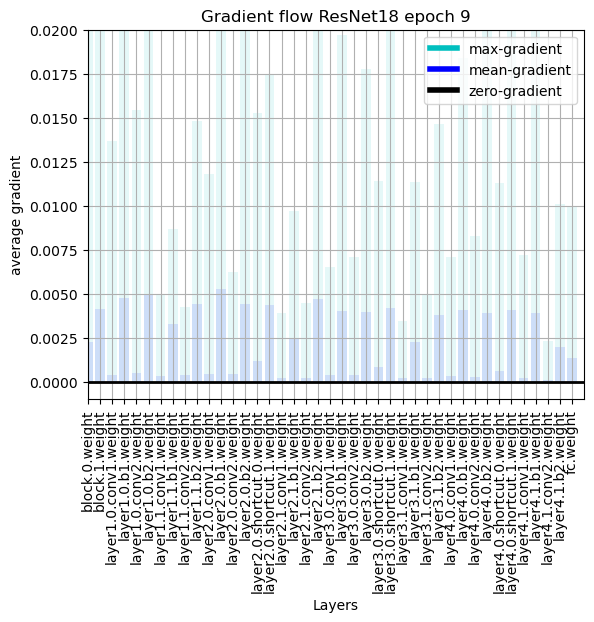 Gradient flow ResNet18 epoch 9
max-gradient
mean-gradient
zero-gradient
average gradient
0.0200
0.0175
0.0150
0.0125
0.0100
0.0075
0.0050
0.0025
0.0000
block.0.weight
block.1.weight
layer1.0.conv1.weight
layer1.0.b1.weight
layer1.0.conv2.weight
layer1.0.b2.weight
layer1.1.conv1.weight
layer1.1.b1.weight
layer1.1.conv2.weight
layer1.1.b2.weight
layer2.0.conv1.weight
layer2.0.b1.weight
layer2.0.conv2.weight
layer2.0.b2.weight
layer2.0.shortcut.0.weight
layer2.0.shortcut.1.weight
layer2.1.conv1.weight
layer2.1.b1.weight
layer2.1.conv2.weight
layer2.1.b2.weight
layer3.0.conv1.weight
layer3.0.b1.weight
layer3.0.conv2.weight
layer3.0.b2.weight
layer3.0.shortcut.0.weight
layer3.0.shortcut.1.weight
layer3.1.conv1.weight
layer3.1.b1.weight
layer3.1.conv2.weight
layer3.1.b2.weight
layer4.0.conv1.weight
layer4.0.b1.weight
layer4.0.conv2.weight
layer4.0.b2.weight
layer4.0.shortcut.0.weight
layer4.0.shortcut.1.weight
layer4.1.conv1.weight
layer4.1.b1.weight
layer4.1.conv2.weight
layer4.1.b2.weight
fc.weight
Layers